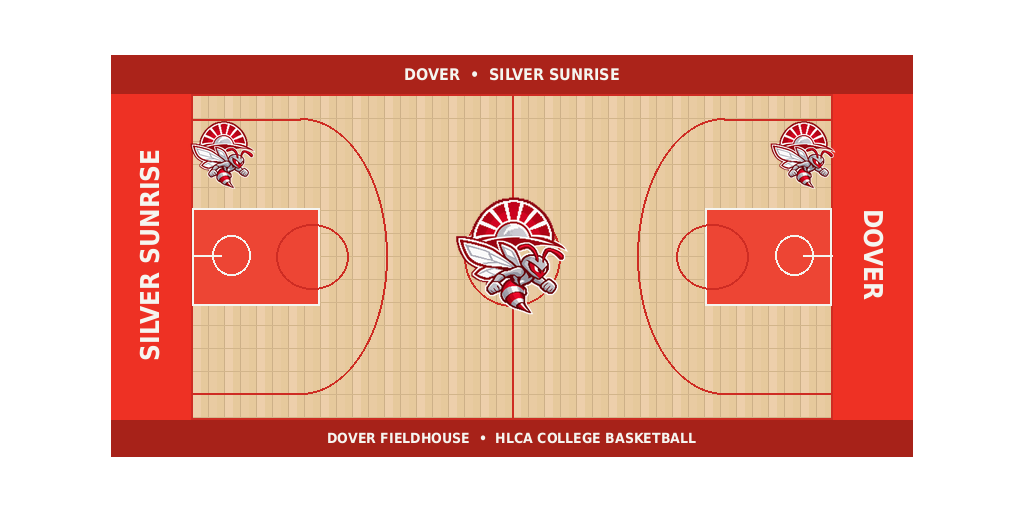 DOVER • SILVER SUNRISE
SILVER SUNRISE
DOVER
DOVER FIELDHOUSE • HLCA COLLEGE BASKETBALL